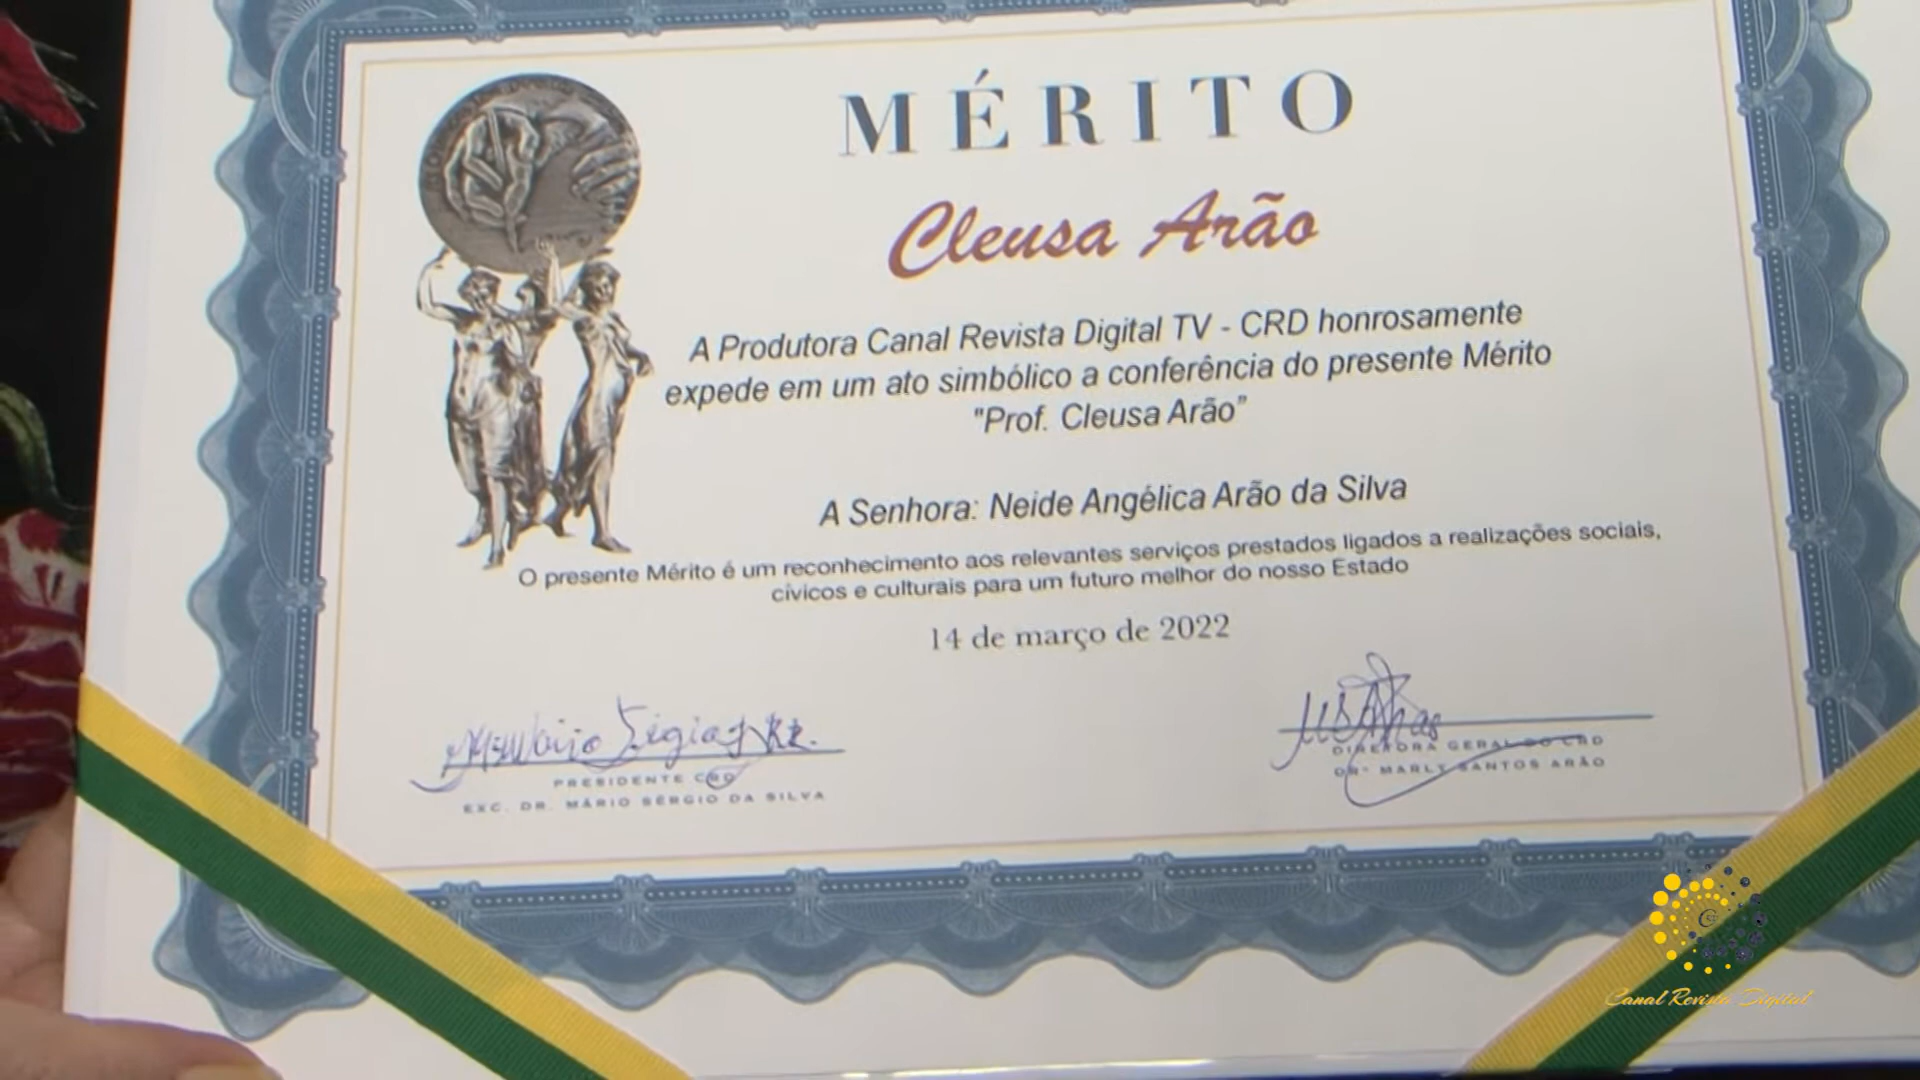 MÉRITO
Cleusa Arão
A Produtora Canal Revista Digital TV - CRD honrosamente
expede em um ato simbólico a conferência do presente Mérito
"Prof. Cleusa Arão”
A Senhora: Neide Angélica Arão da Silva
O presente Mérito é um reconhecimento aos relevantes serviços prestados ligados a realizações sociais,
cívicos e culturais para um futuro melhor do nosso Estado
14 de março de 2022
PRESIDENTE CRD
EXC. DR. MÁRIO SÉRGIO DA SILVA
DIRETORA GERAL DO CRD
DRª MARLY SANTOS ARÃO
Canal Revista Digital